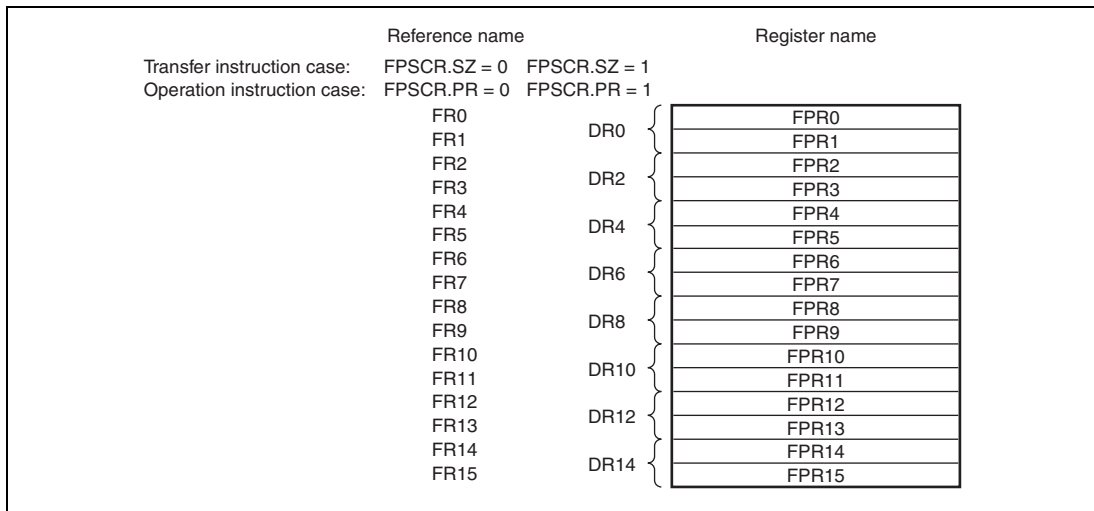 Reference name Register name
Transfer instruction case: FPSCR.SZ = 0 FPSCR.SZ = 1
Operation instruction case: FPSCR.PR = 0 FPSCR.PR = 1
FR0 FPR0
DR0
FR1 FPR1
FR2 FPR2
DR2
FR3 FPR3
FR4 FPR4
DR4
FR5 FPR5
FR6 FPR6
DR6
FR7 FPR7
FR8 FPR8
DR8
FR9 FPR9
FR10 FPR10
DR10
FR11 FPR11
FR12 FPR12
DR12
FR13 FPR13
FR14 FPR14
DR14
FR15 FPR15